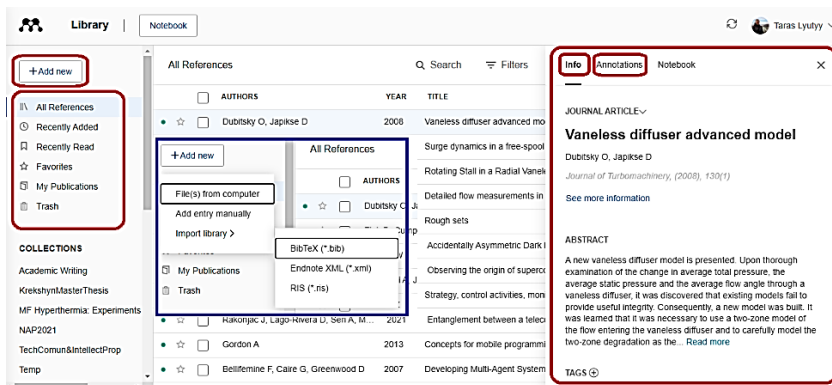 Library
Notebook
Taras Lyutyy
+Add new
All References
Recently Added
Recently Read
Favorites
My Publications
Trash
COLLECTIONS
Academic Writing
KrekshynMasterThesis
MF Hyperthermia: Experiments
NAP2021
TechComun&IntellectProp
Temp
All References
Search
Filters
AUTHORS YEAR TITLE
Dubitsky O, Japikse D 2008 Vaneless diffuser advanced mo
Surge dynamics in a free-spool
Rotating Stall in a Radial Vanel
Detailed flow measurements in
Rough sets
Accidentally Asymmetric Dark
Observing the origin of superc
Strategy, control activities, mon
Rakonjac J, Lago-Rivera D, Seri A, M... 2021 Entanglement between a telec
Gordon A 2013 Concepts for mobile programmi
Bellifemine F, Caire G, Greenwood D 2007 Developing Multi-Agent System
+Add new
File(s) from computer
Add entry manually
Import library >
BibTeX (*.bib)
Endnote XML (*.xml)
RIS (*.ris)
My Publications
Trash
All References
AUTHORS
Dubitsky
Info Annotations Notebook
JOURNAL ARTICLE
Vaneless diffuser advanced model
Dubitsky O, Japikse D
Journal of Turbomachinery, (2008), 130(1)
See more information
ABSTRACT
A new vaneless diffuser model is presented. Upon thorough
examination of the change in average total pressure, the
average static pressure and the average flow angle through a
vaneless diffuser, it was discovered that existing models fail to
provide useful integrity. Consequently, a new model was built. It
was learned that it was necessary to use a two-zone model of
the flow entering the vaneless diffuser and to carefully model the
two-zone degradation as the... Read more
TAGS